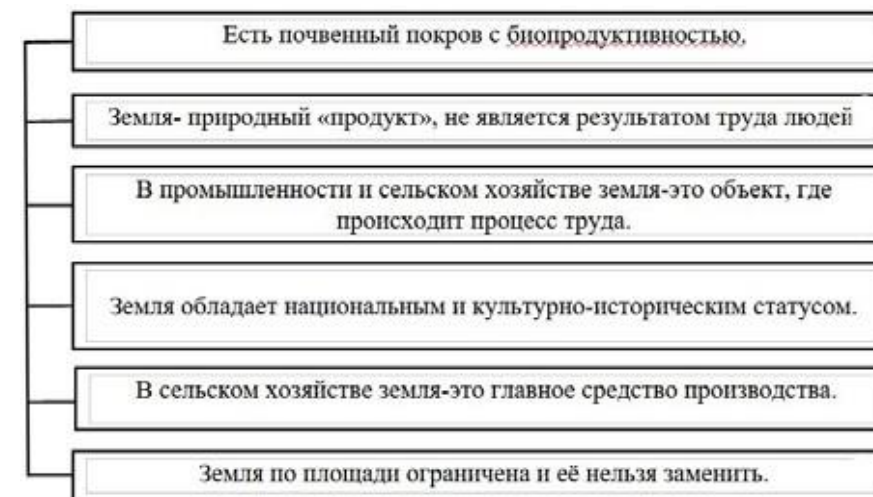 Есть почвенный покров с биопродуктивностью,
Земля- природный «продукт», не является результатом труда людей
В промышленности и сельском хозяйстве земля-это объект, где
происходит процесс труда.
Земля обладает национальным и культурно-историческим статусом.
В сельском хозяйстве земля-это главное средство производства.
Земля по площади ограничена и её нельзя заменить.